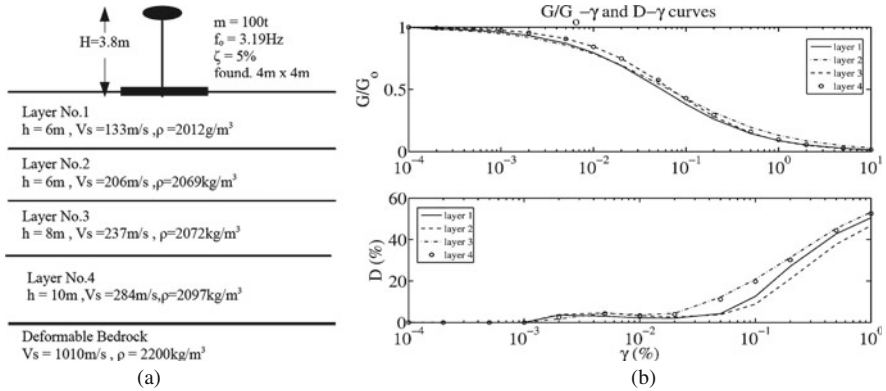 H=3.8m
m = 100t
fo = 3.19Hz
ζ = 5%
found. 4m x 4m
Layer No.1
h = 6m , Vs =133m/s ,ρ= 2012g/m³
Layer No.2
h = 6m , Vs =206m/s ,ρ=2069kg/m³
Layer No.3
h = 8m , Vs =237m/s , ρ=2072kg/m³
Layer No.4
h = 10m ,Vs =284m/s,ρ=2097kg/m³
Deformable Bedrock
Vs = 1010m/s , ρ = 2200kg/m³
(a)
G/Go-γ and D-γ curves
G/Go
1
0.5
0
layer 1
layer 2
layer 3
layer 4
10⁻⁴ 10⁻³ 10⁻² 10⁻¹ 10⁰ 10¹
D (%)
60
40
20
0
layer 1
layer 2
layer 3
layer 4
10⁻⁴ 10⁻³ 10⁻² 10⁻¹ 10⁰
γ (%)
(b)